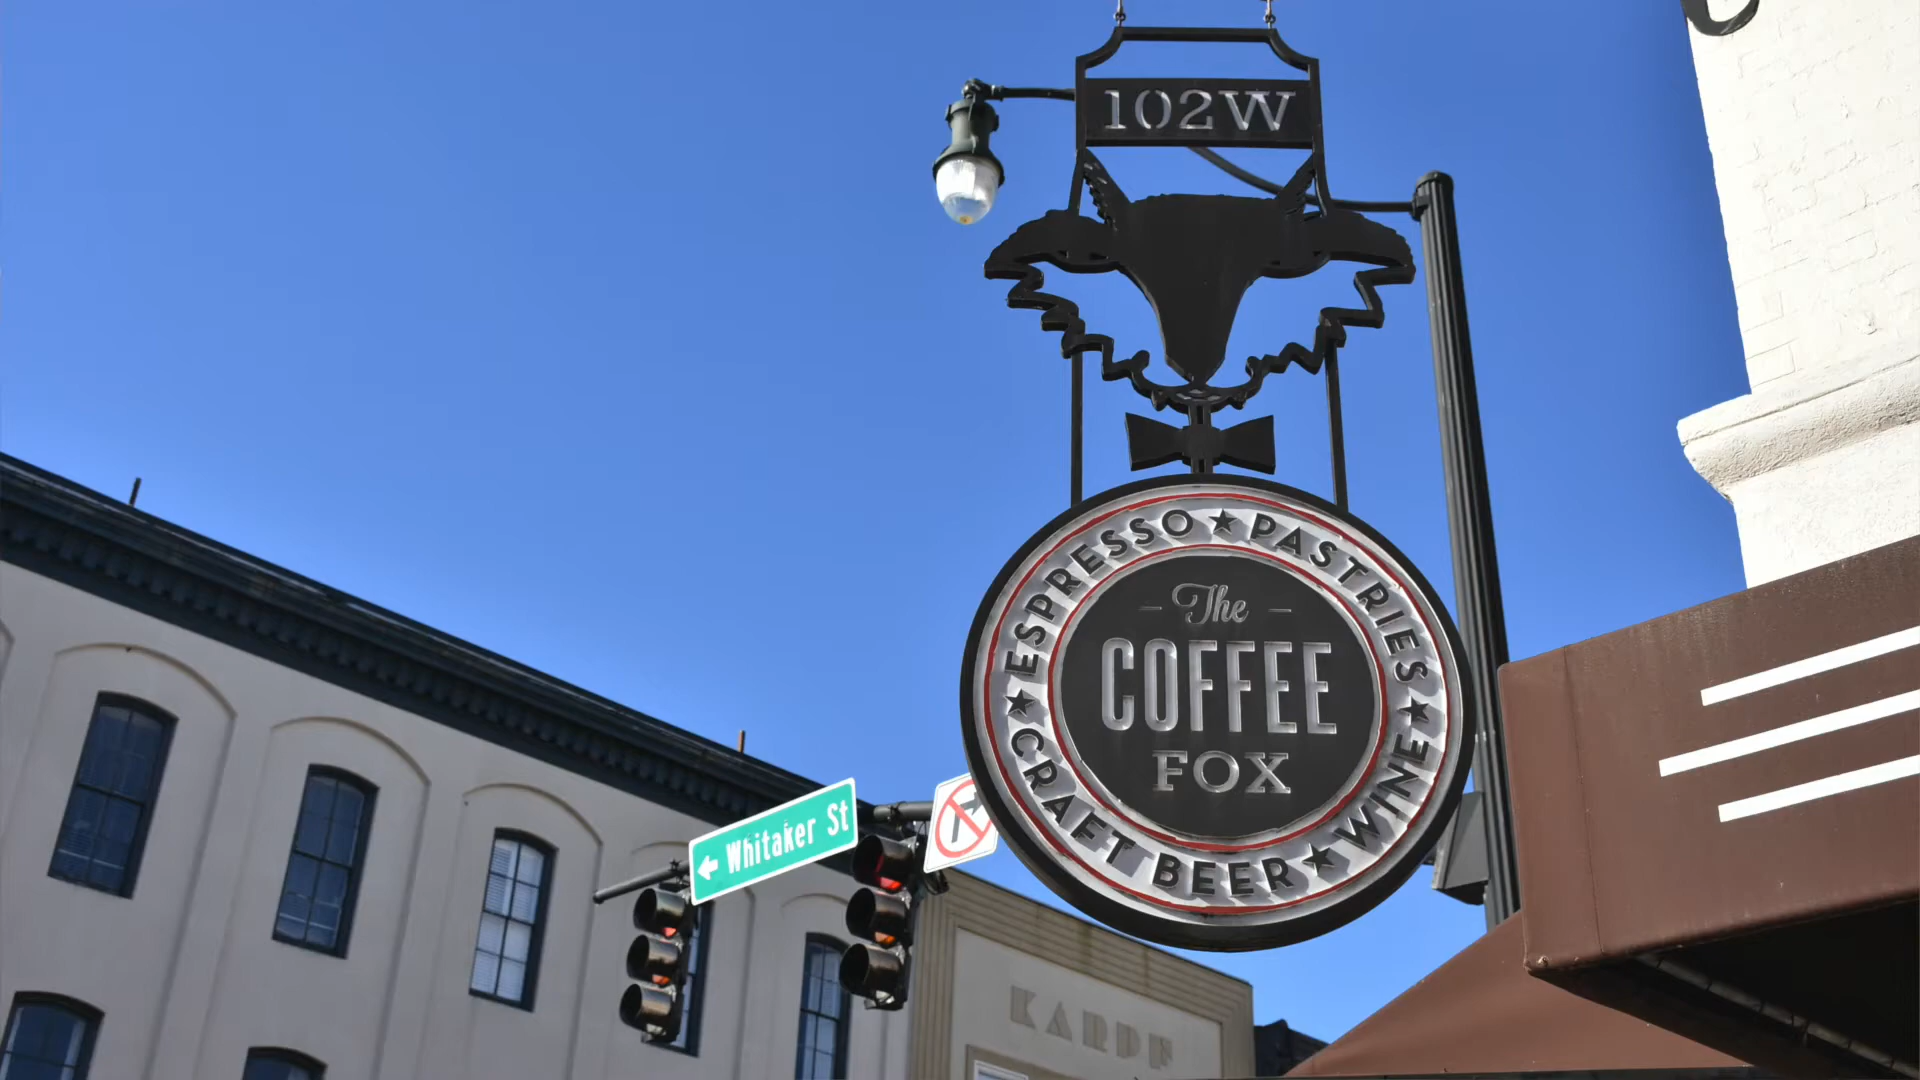 102W
ESPRESSO ★ PASTRIES ★ WINE ★ CRAFT BEER ★
The
COFFEE
FOX
← Whitaker St